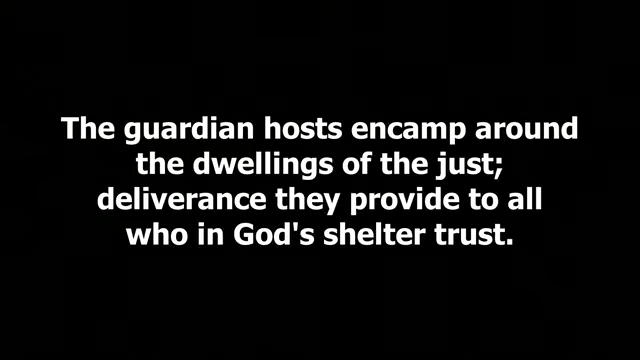 The guardian hosts encamp around
the dwellings of the just;
deliverance they provide to all
who in God's shelter trust.